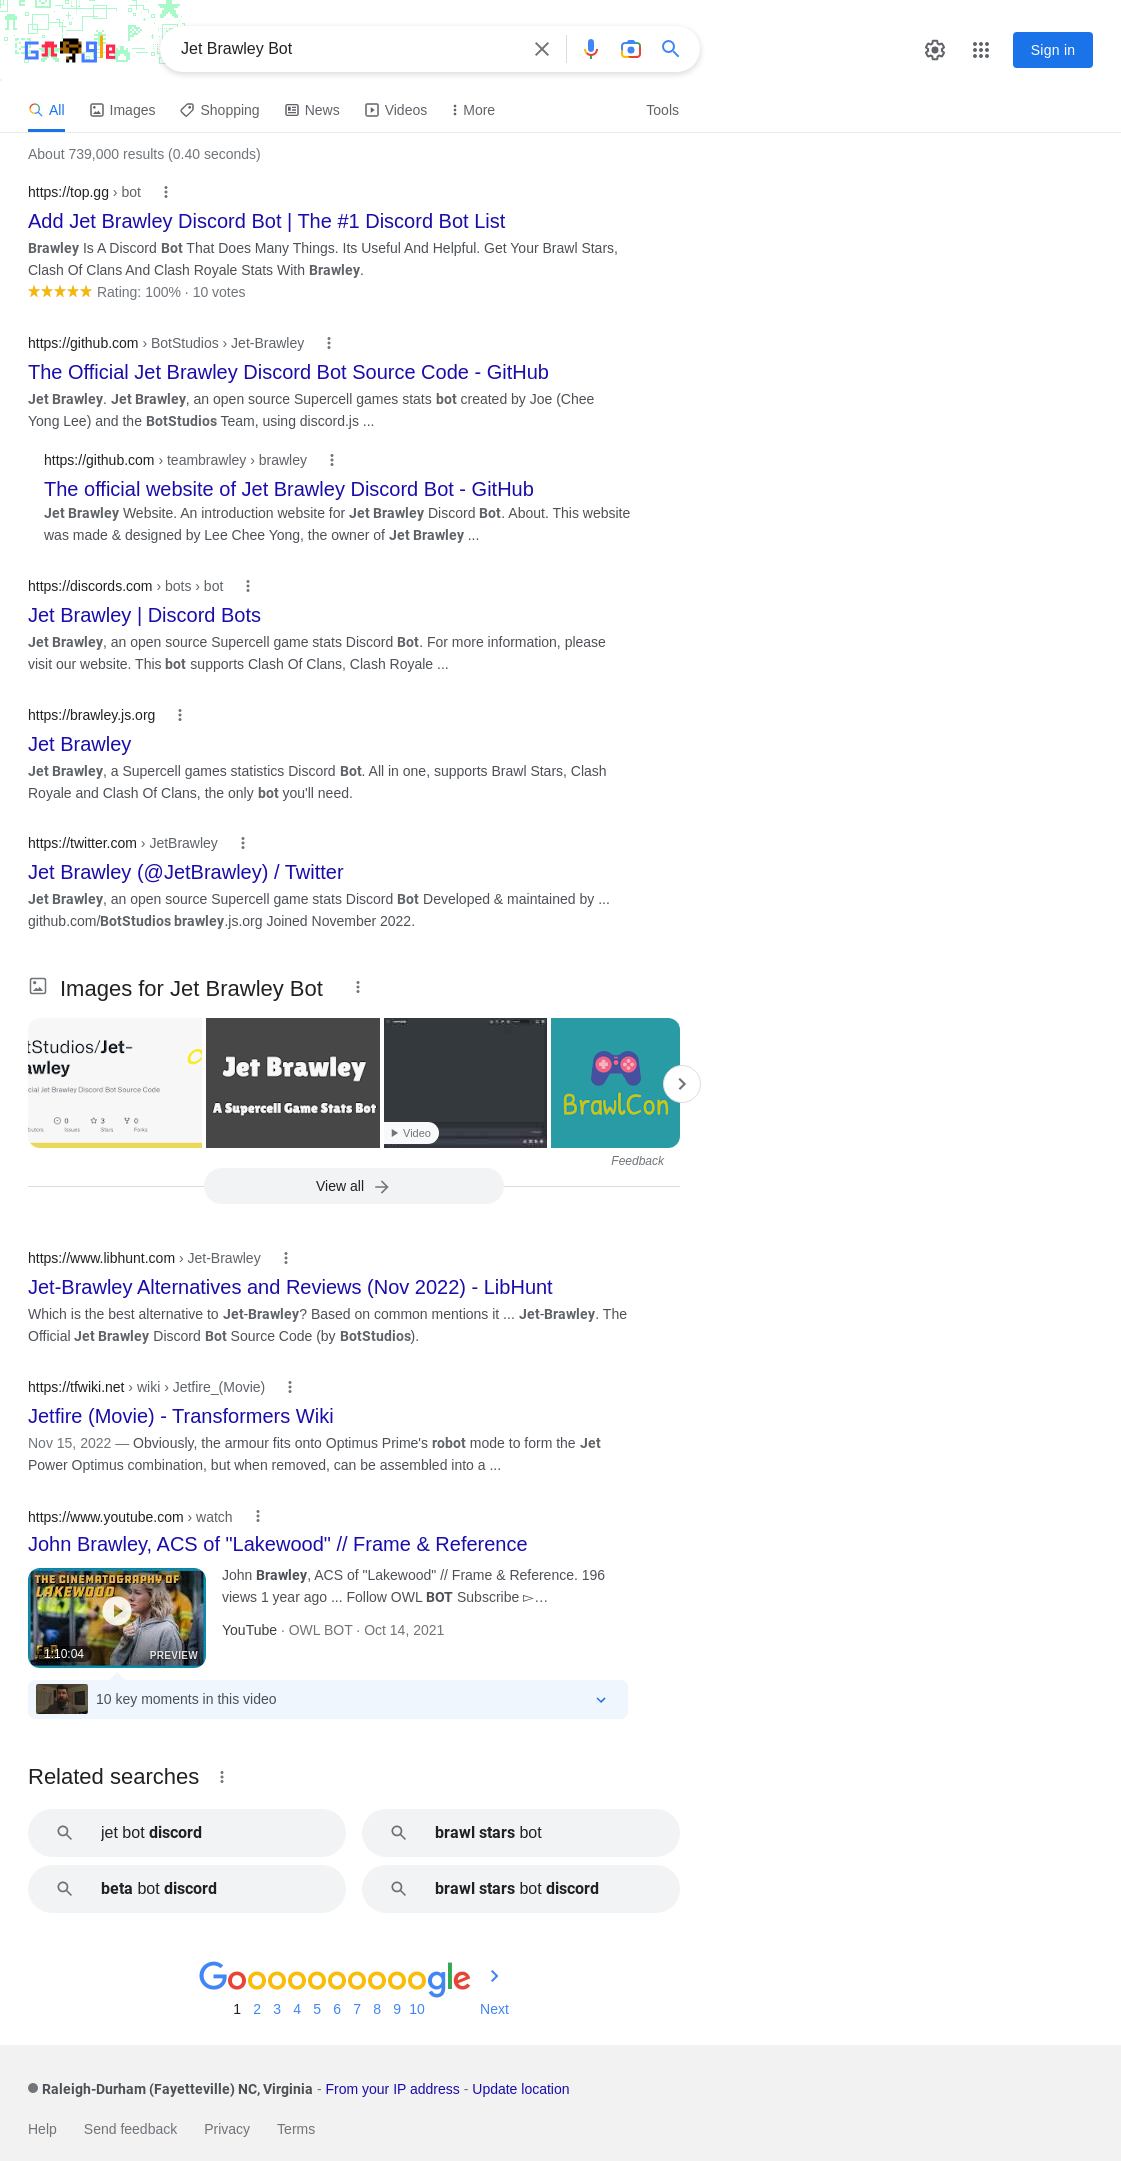 Google
Jet Brawley Bot
Sign in
All Images Shopping News Videos More Tools
About 739,000 results (0.40 seconds)
https://top.gg › bot
Add Jet Brawley Discord Bot | The #1 Discord Bot List
Brawley Is A Discord Bot That Does Many Things. Its Useful And Helpful. Get Your Brawl Stars,
Clash Of Clans And Clash Royale Stats With Brawley.
Rating: 100% · 10 votes
https://github.com › BotStudios › Jet-Brawley
The Official Jet Brawley Discord Bot Source Code - GitHub
Jet Brawley. Jet Brawley, an open source Supercell games stats bot created by Joe (Chee
Yong Lee) and the BotStudios Team, using discord.js ...
https://github.com › teambrawley › brawley
The official website of Jet Brawley Discord Bot - GitHub
Jet Brawley Website. An introduction website for Jet Brawley Discord Bot. About. This website
was made & designed by Lee Chee Yong, the owner of Jet Brawley ...
https://discords.com › bots › bot
Jet Brawley | Discord Bots
Jet Brawley, an open source Supercell game stats Discord Bot. For more information, please
visit our website. This bot supports Clash Of Clans, Clash Royale ...
https://brawley.js.org
Jet Brawley
Jet Brawley, a Supercell games statistics Discord Bot. All in one, supports Brawl Stars, Clash
Royale and Clash Of Clans, the only bot you'll need.
https://twitter.com › JetBrawley
Jet Brawley (@JetBrawley) / Twitter
Jet Brawley, an open source Supercell game stats Discord Bot Developed & maintained by ...
github.com/BotStudios brawley.js.org Joined November 2022.
Images for Jet Brawley Bot
tStudios/Jet-
awley
cial Jet Brawley Discord Bot Source Code
0 3 0
Issues Stars Forks
Jet Brawley
A Supercell Game Stats Bot
Video
BrawlCon
Feedback
View all
https://www.libhunt.com › Jet-Brawley
Jet-Brawley Alternatives and Reviews (Nov 2022) - LibHunt
Which is the best alternative to Jet-Brawley? Based on common mentions it ... Jet-Brawley. The
Official Jet Brawley Discord Bot Source Code (by BotStudios).
https://tfwiki.net › wiki › Jetfire_(Movie)
Jetfire (Movie) - Transformers Wiki
Nov 15, 2022 — Obviously, the armour fits onto Optimus Prime's robot mode to form the Jet
Power Optimus combination, but when removed, can be assembled into a ...
https://www.youtube.com › watch
John Brawley, ACS of "Lakewood" // Frame & Reference
THE CINEMATOGRAPHY OF
LAKEWOOD
1:10:04
PREVIEW
John Brawley, ACS of "Lakewood" // Frame & Reference. 196
views 1 year ago ... Follow OWL BOT Subscribe ▻…
YouTube · OWL BOT · Oct 14, 2021
10 key moments in this video
Related searches
jet bot discord
brawl stars bot
beta bot discord
brawl stars bot discord
Goooooooooogle
1 2 3 4 5 6 7 8 9 10 Next
Raleigh-Durham (Fayetteville) NC, Virginia - From your IP address - Update location
Help Send feedback Privacy Terms